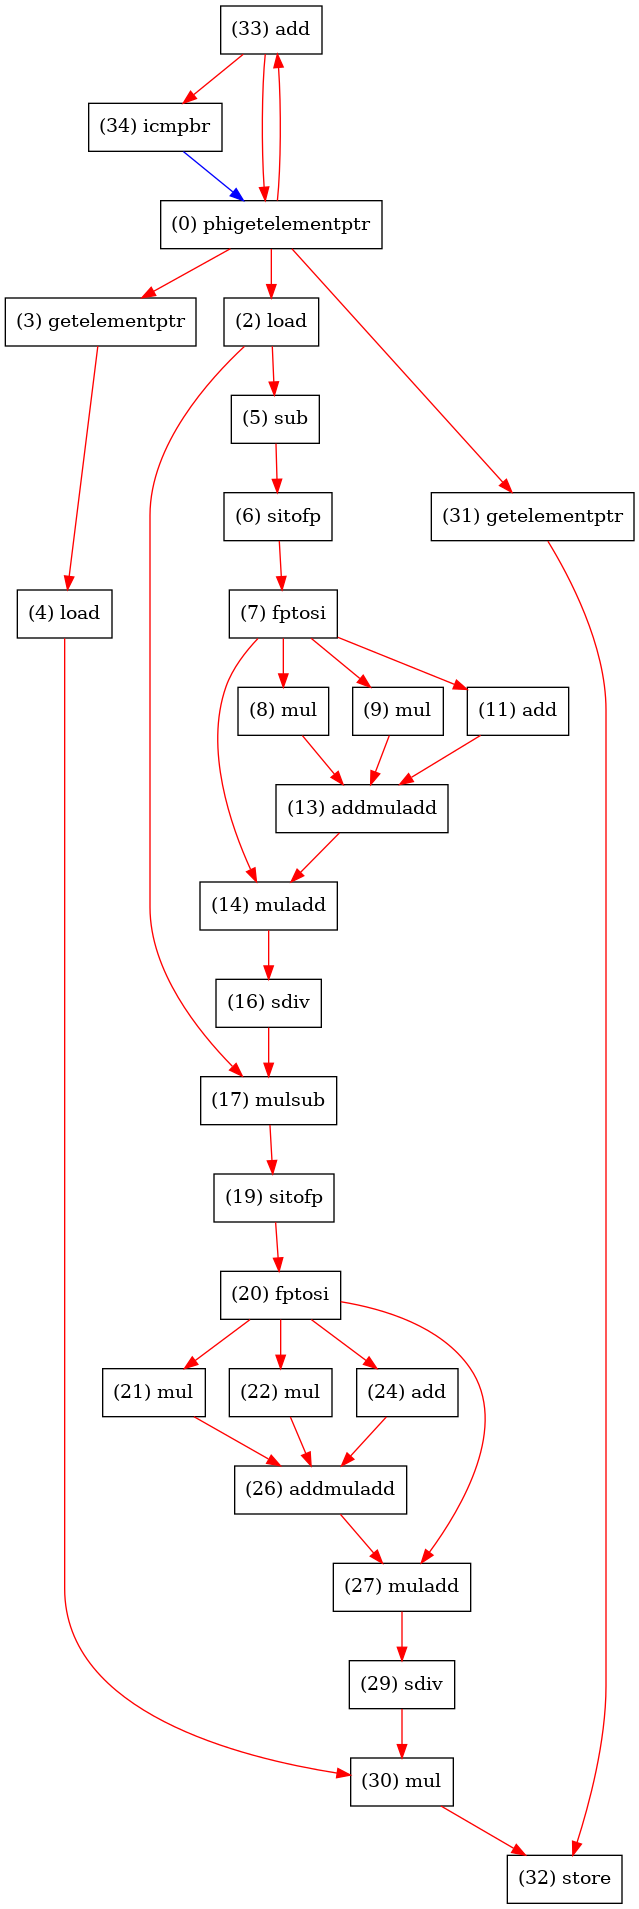 (33) add
(34) icmpbr
(0) phigetelementptr
(3) getelementptr
(2) load
(5) sub
(6) sitofp
(31) getelementptr
(4) load
(7) fptosi
(8) mul
(9) mul
(11) add
(13) addmuladd
(14) muladd
(16) sdiv
(17) mulsub
(19) sitofp
(20) fptosi
(21) mul
(22) mul
(24) add
(26) addmuladd
(27) muladd
(29) sdiv
(30) mul
(32) store